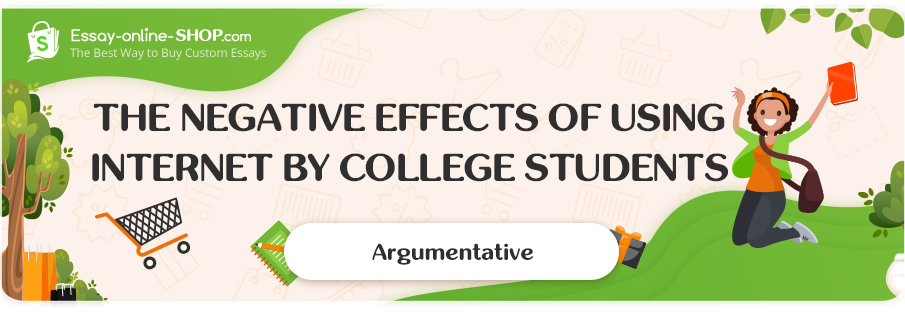 Essay-online-SHOP.com
The Best Way to Buy Custom Essays
THE NEGATIVE EFFECTS OF USING
INTERNET BY COLLEGE STUDENTS
Argumentative